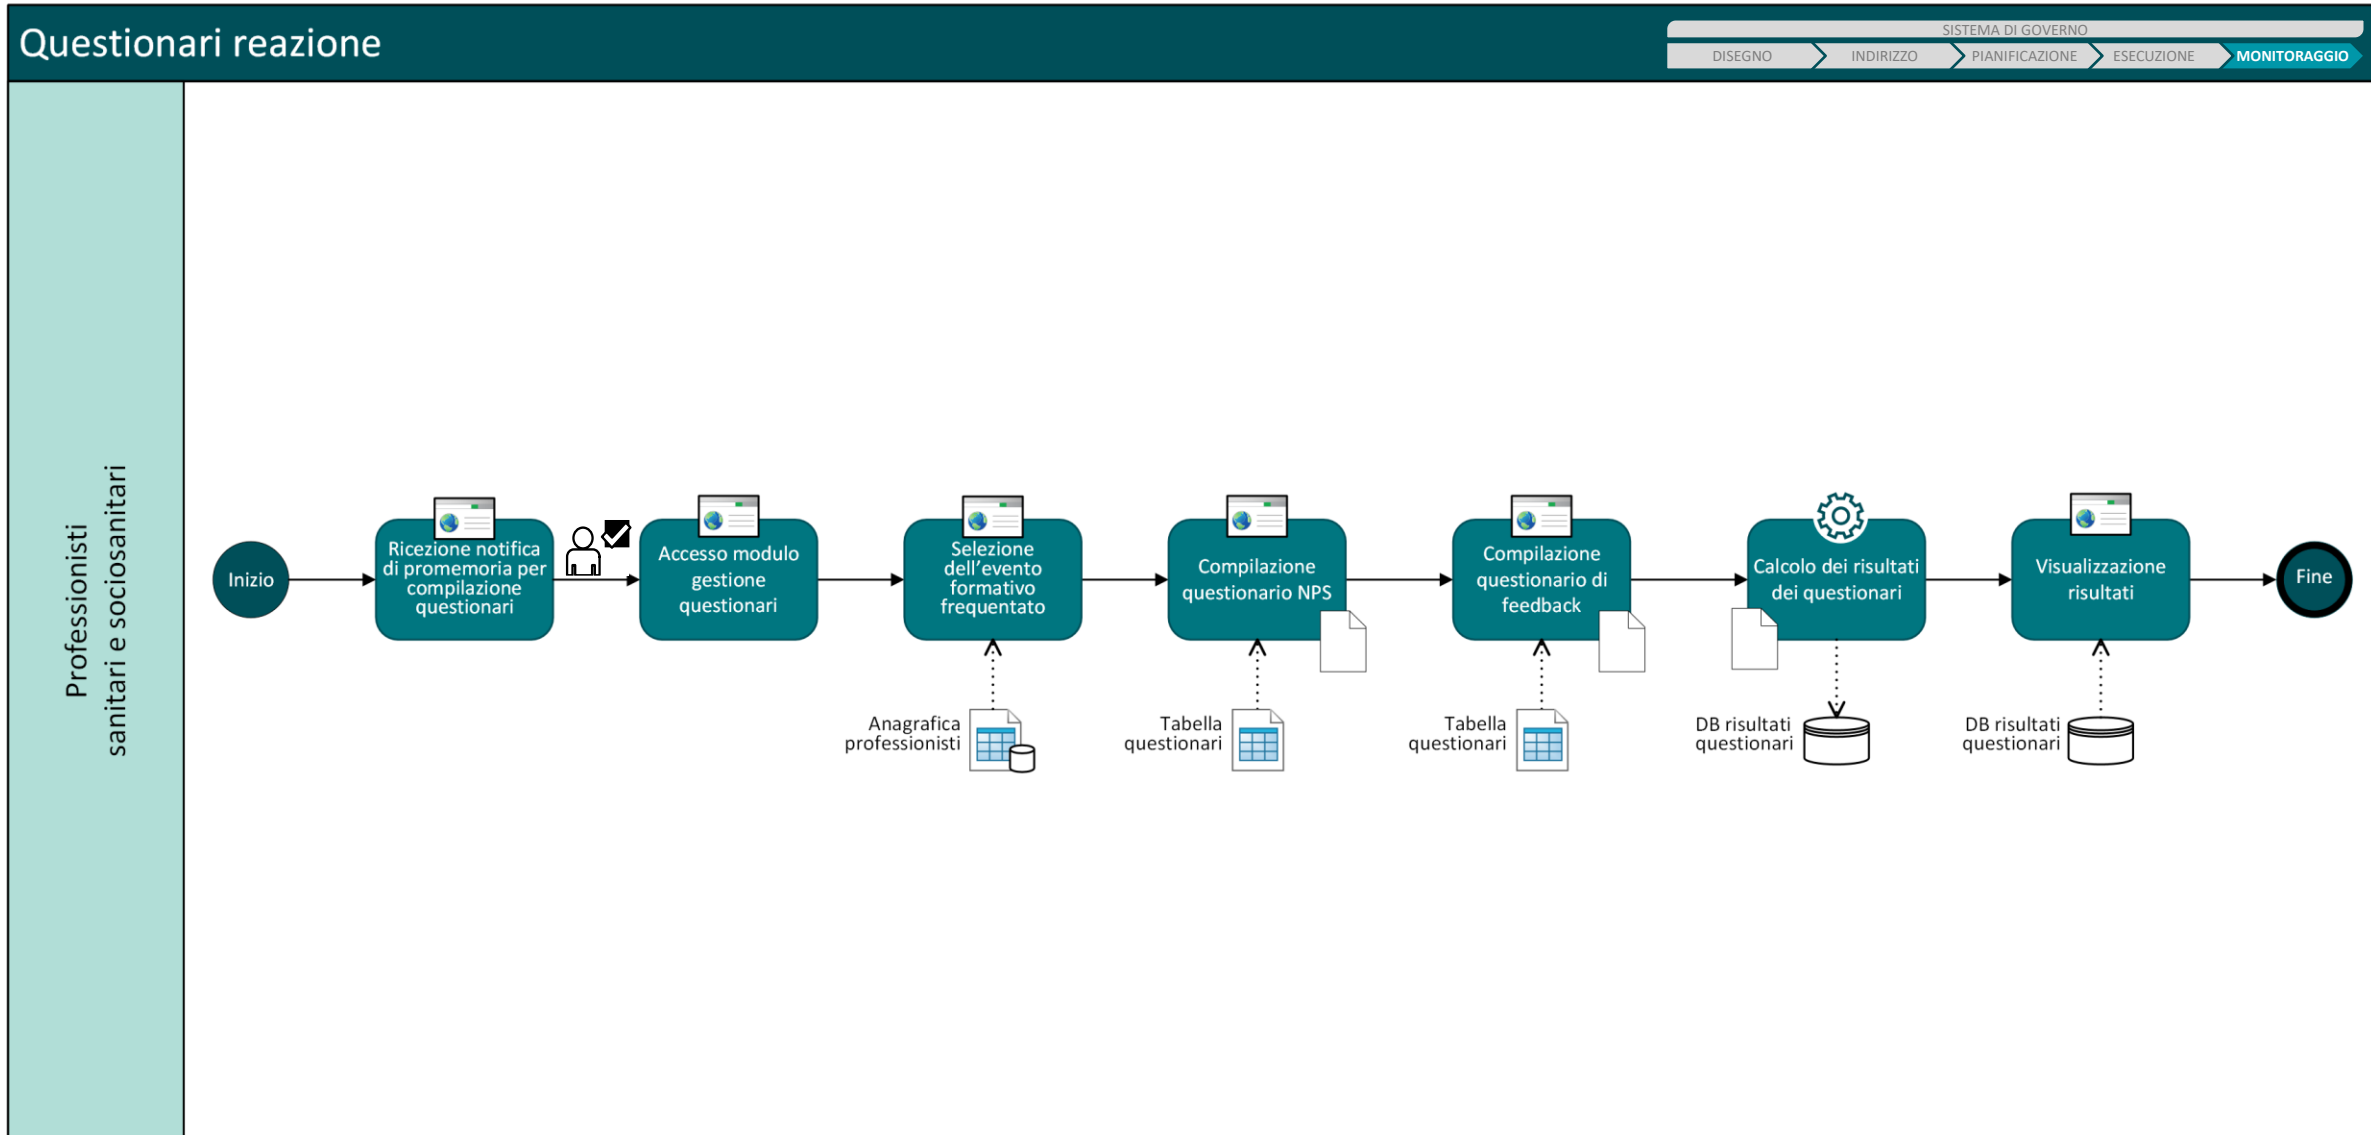 Questionari reazione
SISTEMA DI GOVERNO
DISEGNO
INDIRIZZO
PIANIFICAZIONE
ESECUZIONE
MONITORAGGIO
Professionisti
sanitari e sociosanitari
Inizio
Ricezione notifica
di promemoria per
compilazione
questionari
Accesso modulo
gestione
questionari
Selezione
dell’evento
formativo
frequentato
Compilazione
questionario NPS
Compilazione
questionario di
feedback
Calcolo dei risultati
dei questionari
Visualizzazione
risultati
Fine
Anagrafica
professionisti
Tabella
questionari
Tabella
questionari
DB risultati
questionari
DB risultati
questionari